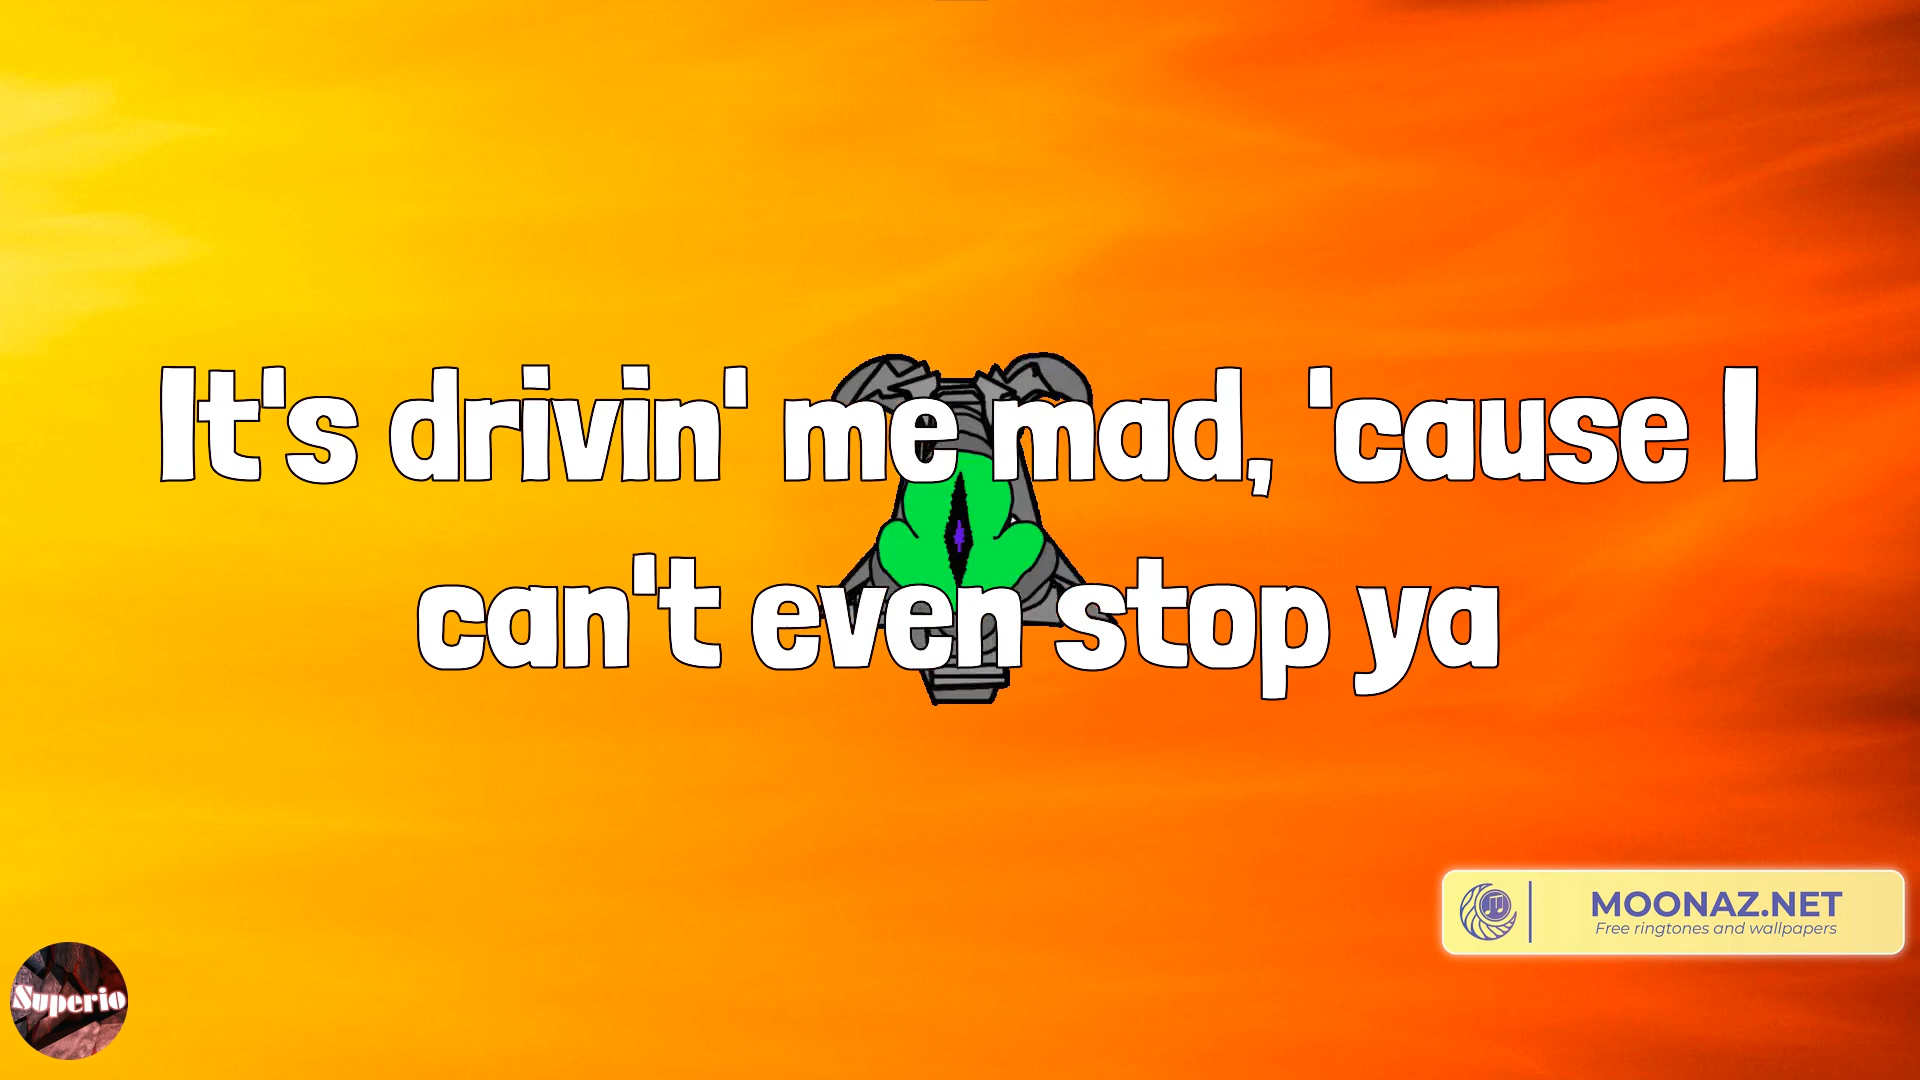 It's drivin' me mad, 'cause I
can't even stop ya
MOONAZ.NET
Free ringtones and wallpapers
Superio